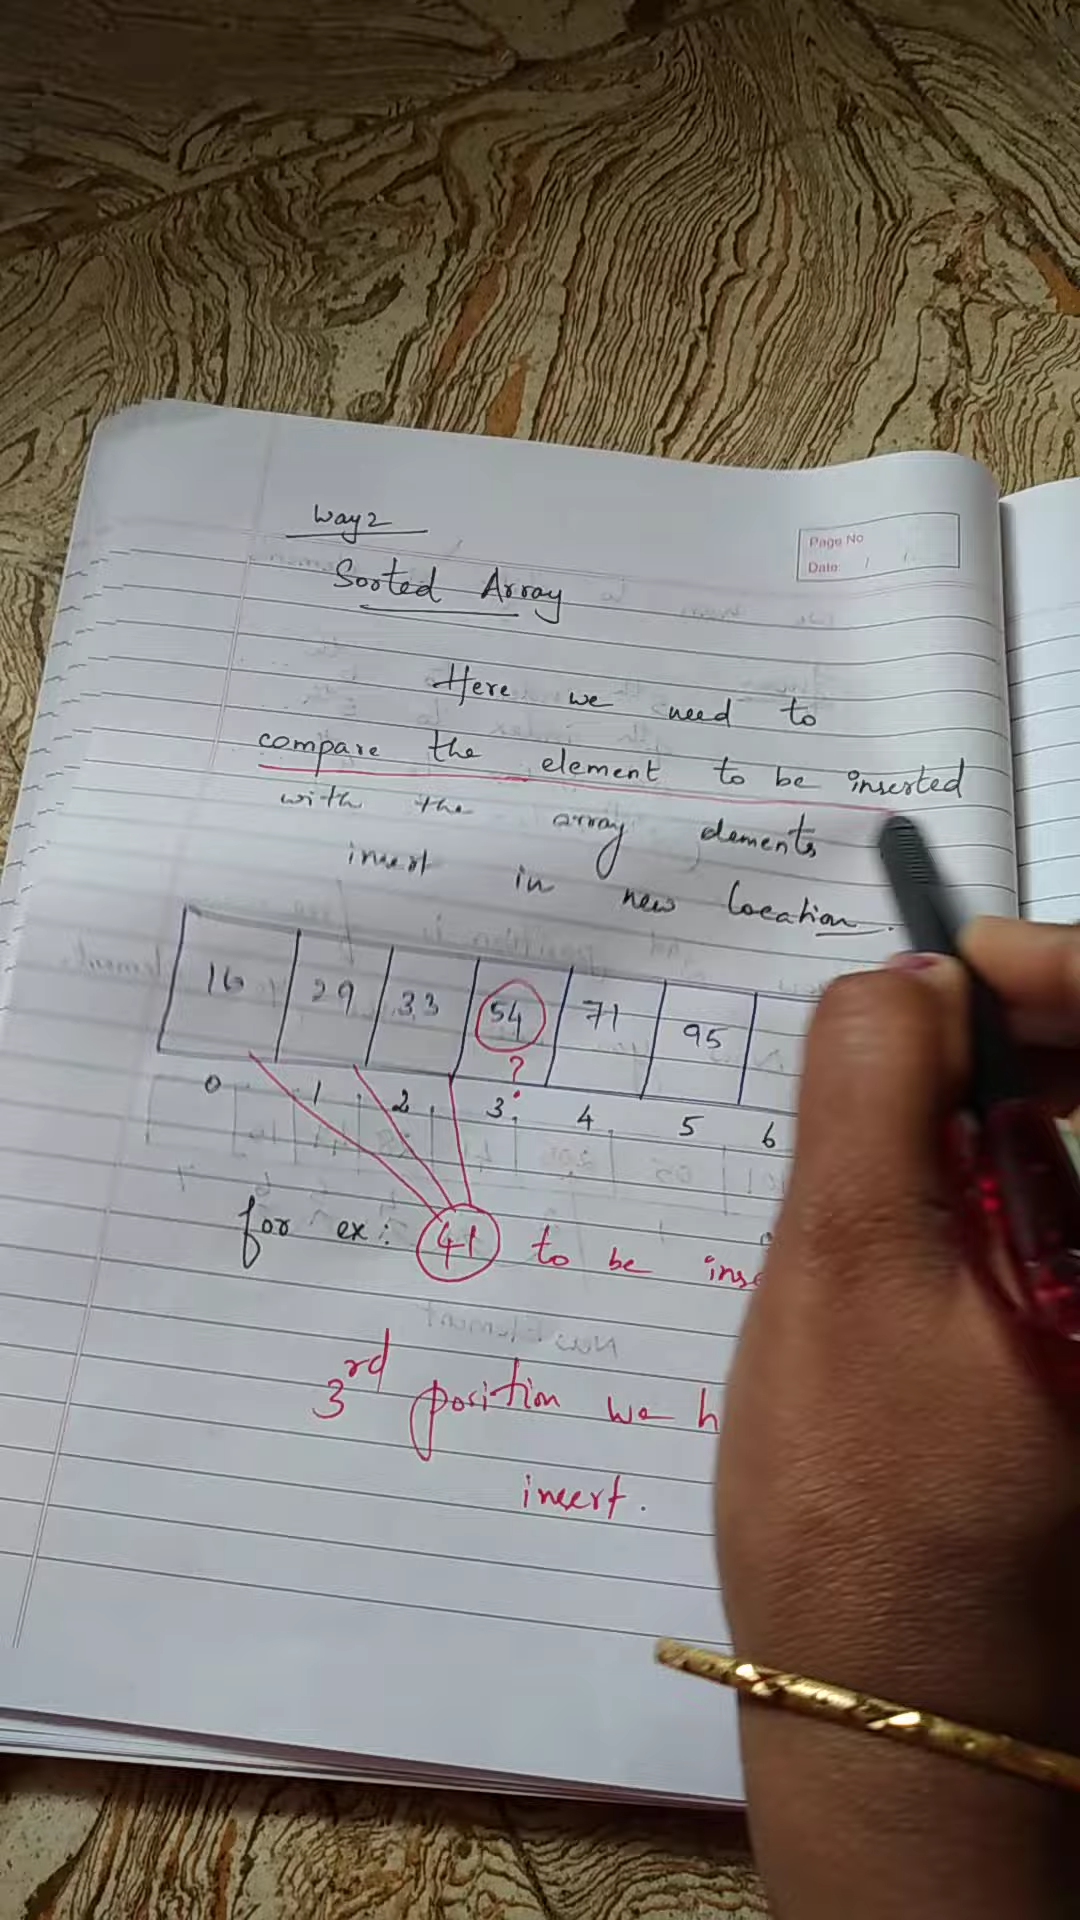 Way 2
Page No
Date: / /
Sorted Array
Here we need to
compare the element to be inserted
with the array elements
insert in new location.
16 29 33 54 71 95
?
0 1 2 3 4 5 6
for ex: 41 to be inse
3rd position we h
insert.